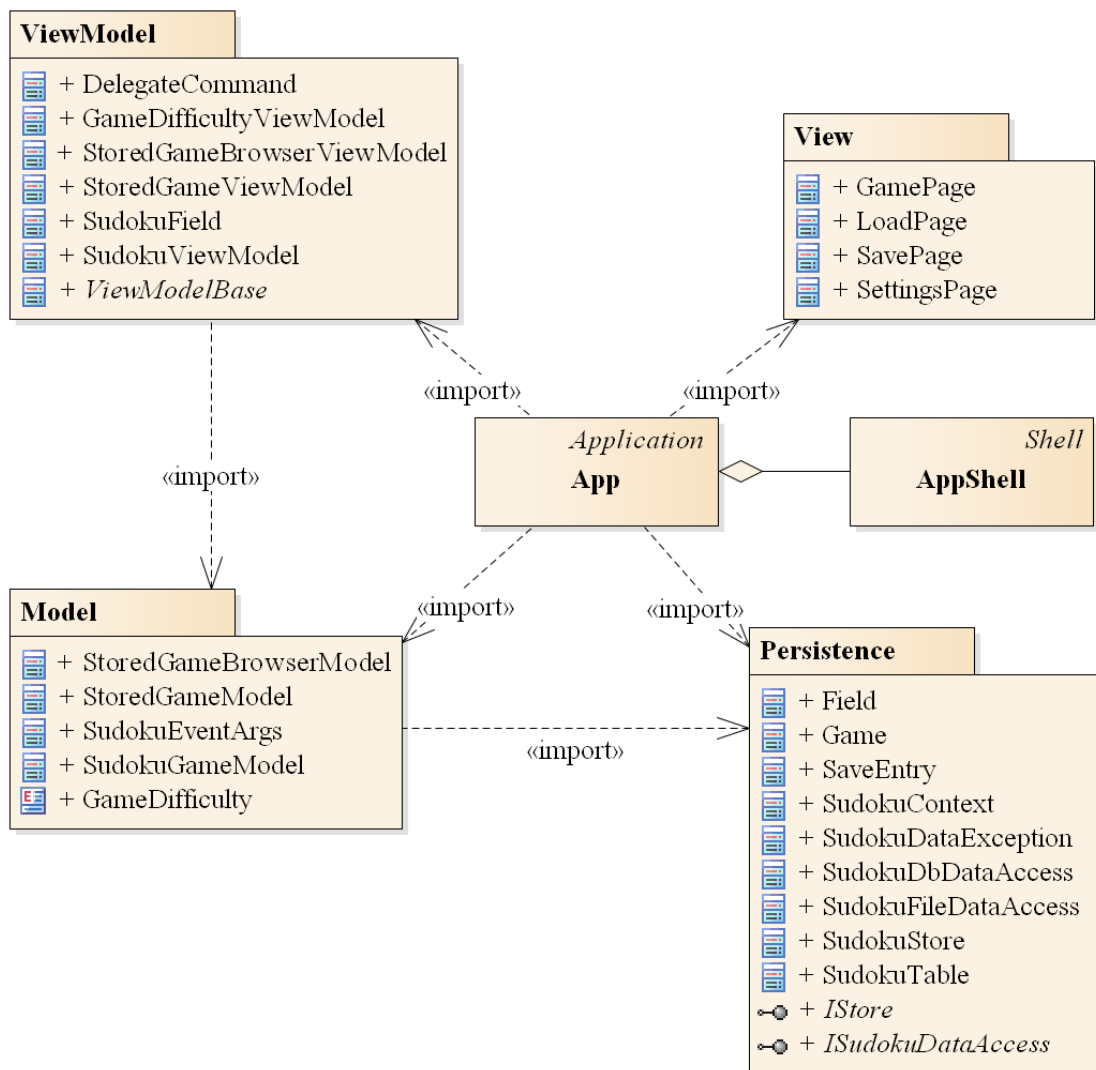 ViewModel
+ DelegateCommand
+ GameDifficultyViewModel
+ StoredGameBrowserViewModel
+ StoredGameViewModel
+ SudokuField
+ SudokuViewModel
+ ViewModelBase
View
+ GamePage
+ LoadPage
+ SavePage
+ SettingsPage
«import»
«import»
Application
App
Shell
AppShell
«import»
«import»
«import»
Model
+ StoredGameBrowserModel
+ StoredGameModel
+ SudokuEventArgs
+ SudokuGameModel
E + GameDifficulty
«import»
Persistence
+ Field
+ Game
+ SaveEntry
+ SudokuContext
+ SudokuDataException
+ SudokuDbDataAccess
+ SudokuFileDataAccess
+ SudokuStore
+ SudokuTable
+ IStore
+ ISudokuDataAccess